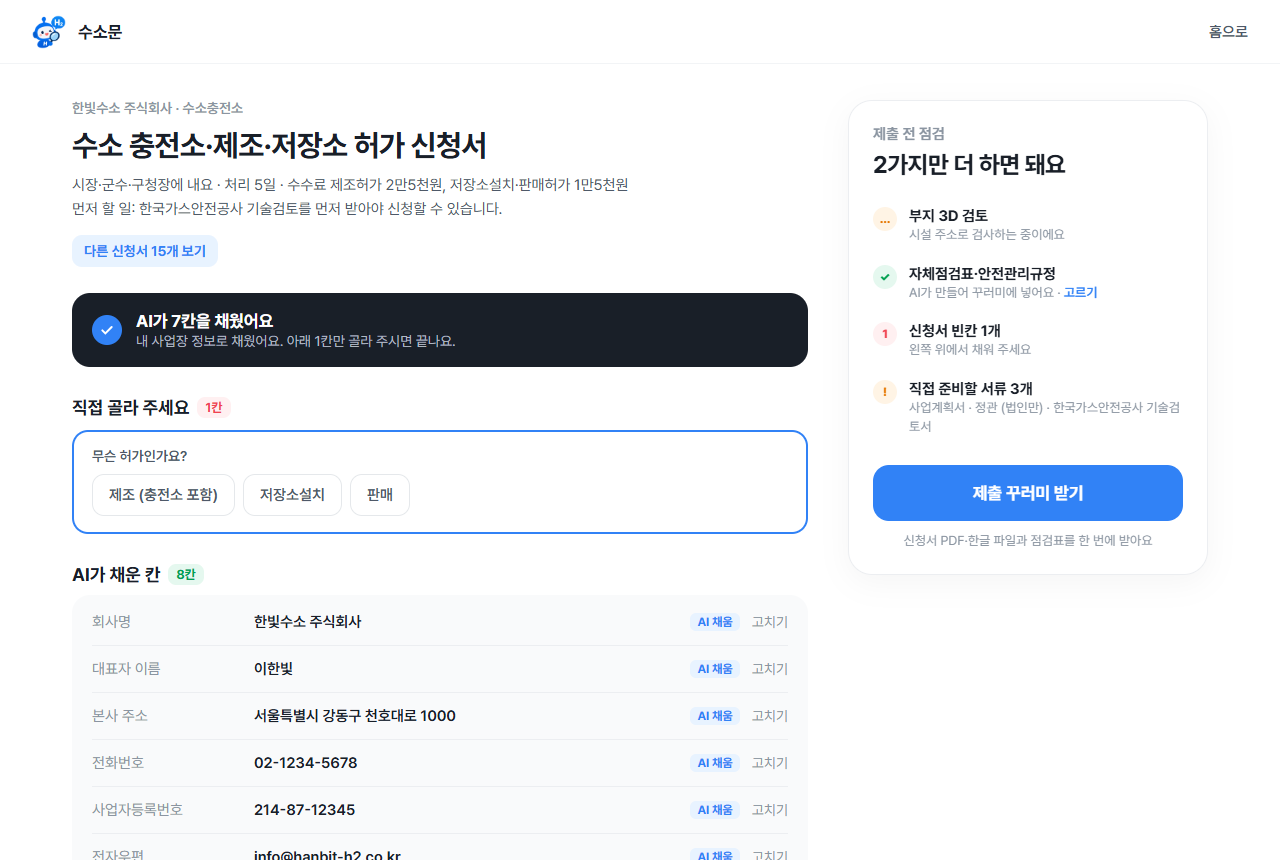 수소문
홈으로
한빛수소 주식회사 · 수소충전소
수소 충전소·제조·저장소 허가 신청서
시장·군수·구청장에 내요 · 처리 5일 · 수수료 제조허가 2만5천원, 저장소설치·판매허가 1만5천원
먼저 할 일: 한국가스안전공사 기술검토를 먼저 받아야 신청할 수 있습니다.
다른 신청서 15개 보기
AI가 7칸을 채웠어요
내 사업장 정보로 채웠어요. 아래 1칸만 골라 주시면 끝나요.
직접 골라 주세요 1칸
무슨 허가인가요?
제조 (충전소 포함) 저장소설치 판매
AI가 채운 칸 8칸
회사명 한빛수소 주식회사 AI 채움 고치기
대표자 이름 이한빛 AI 채움 고치기
본사 주소 서울특별시 강동구 천호대로 1000 AI 채움 고치기
전화번호 02-1234-5678 AI 채움 고치기
사업자등록번호 214-87-12345 AI 채움 고치기
전자우편 info@hanbit-h2.co.kr AI 채움 고치기
제출 전 점검
2가지만 더 하면 돼요
부지 3D 검토
시설 주소로 검사하는 중이에요
자체점검표·안전관리규정
AI가 만들어 꾸러미에 넣어요 · 고르기
1 신청서 빈칸 1개
왼쪽 위에서 채워 주세요
! 직접 준비할 서류 3개
사업계획서 · 정관 (법인만) · 한국가스안전공사 기술검
토서
제출 꾸러미 받기
신청서 PDF·한글 파일과 점검표를 한 번에 받아요